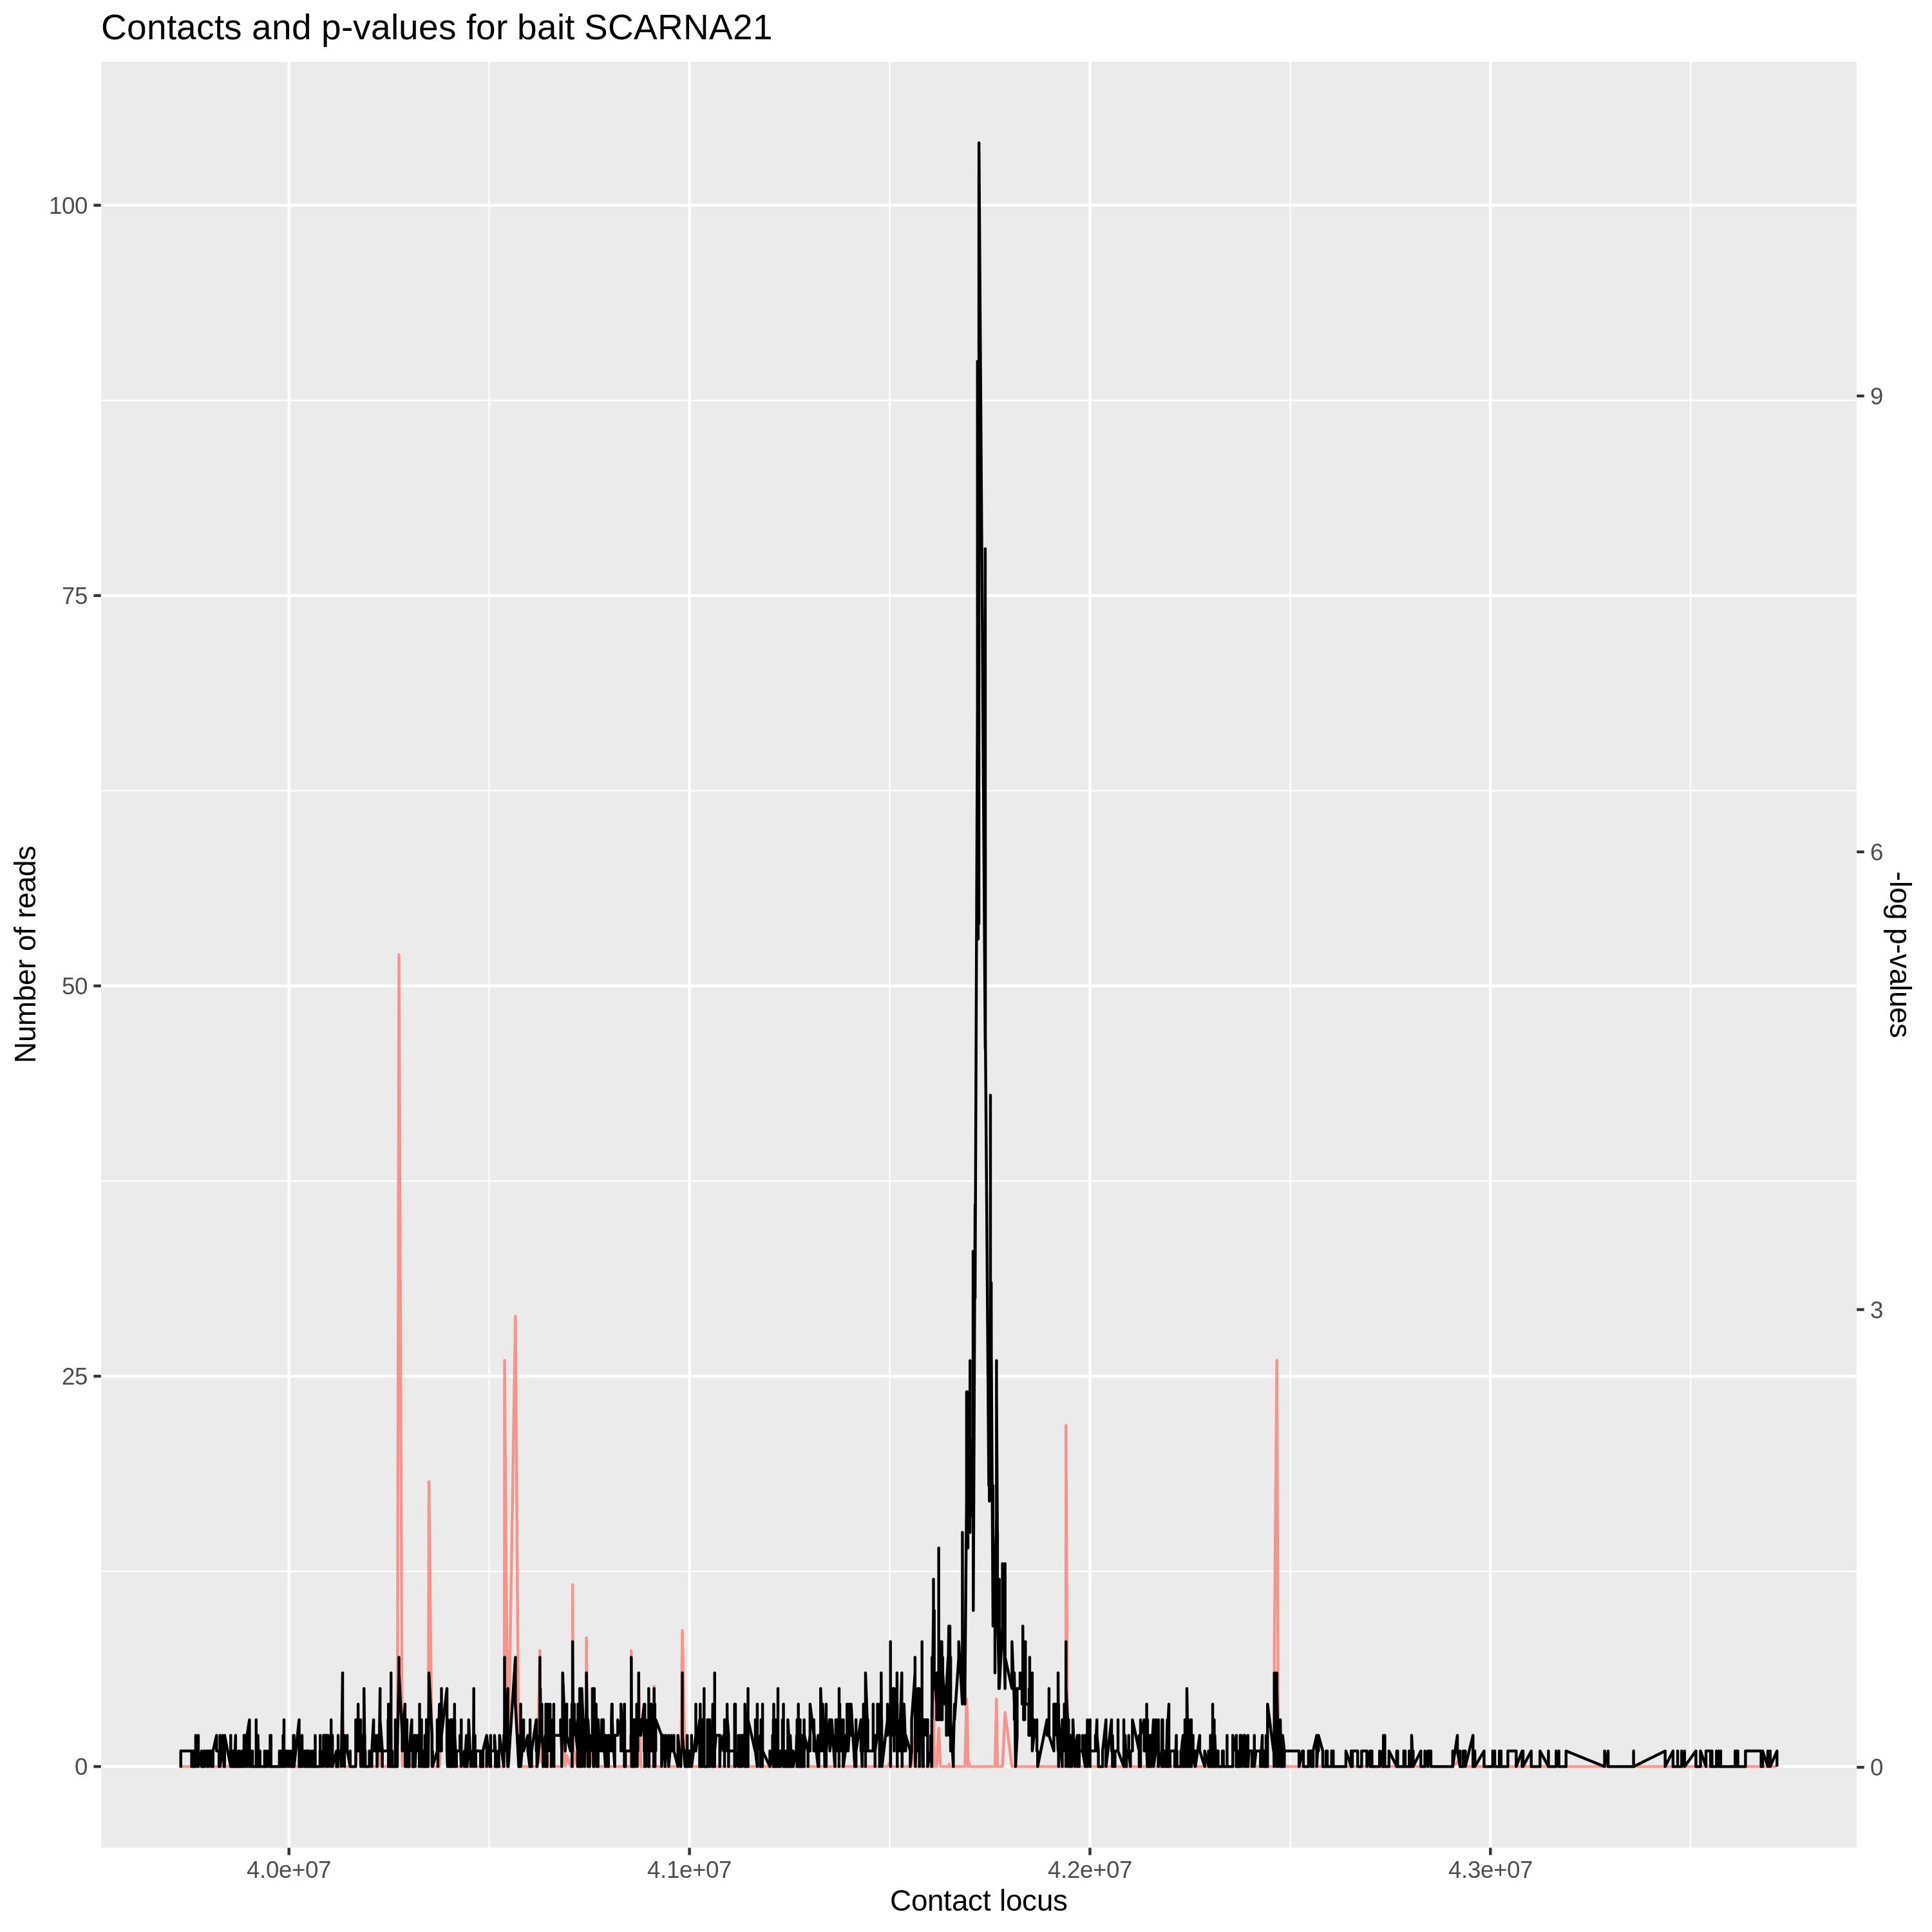 Contacts and p-values for bait SCARNA21
100
75
50
25
0
Number of reads
9
6
3
0
-log p-values
4.0e+07
4.1e+07
4.2e+07
4.3e+07
Contact locus